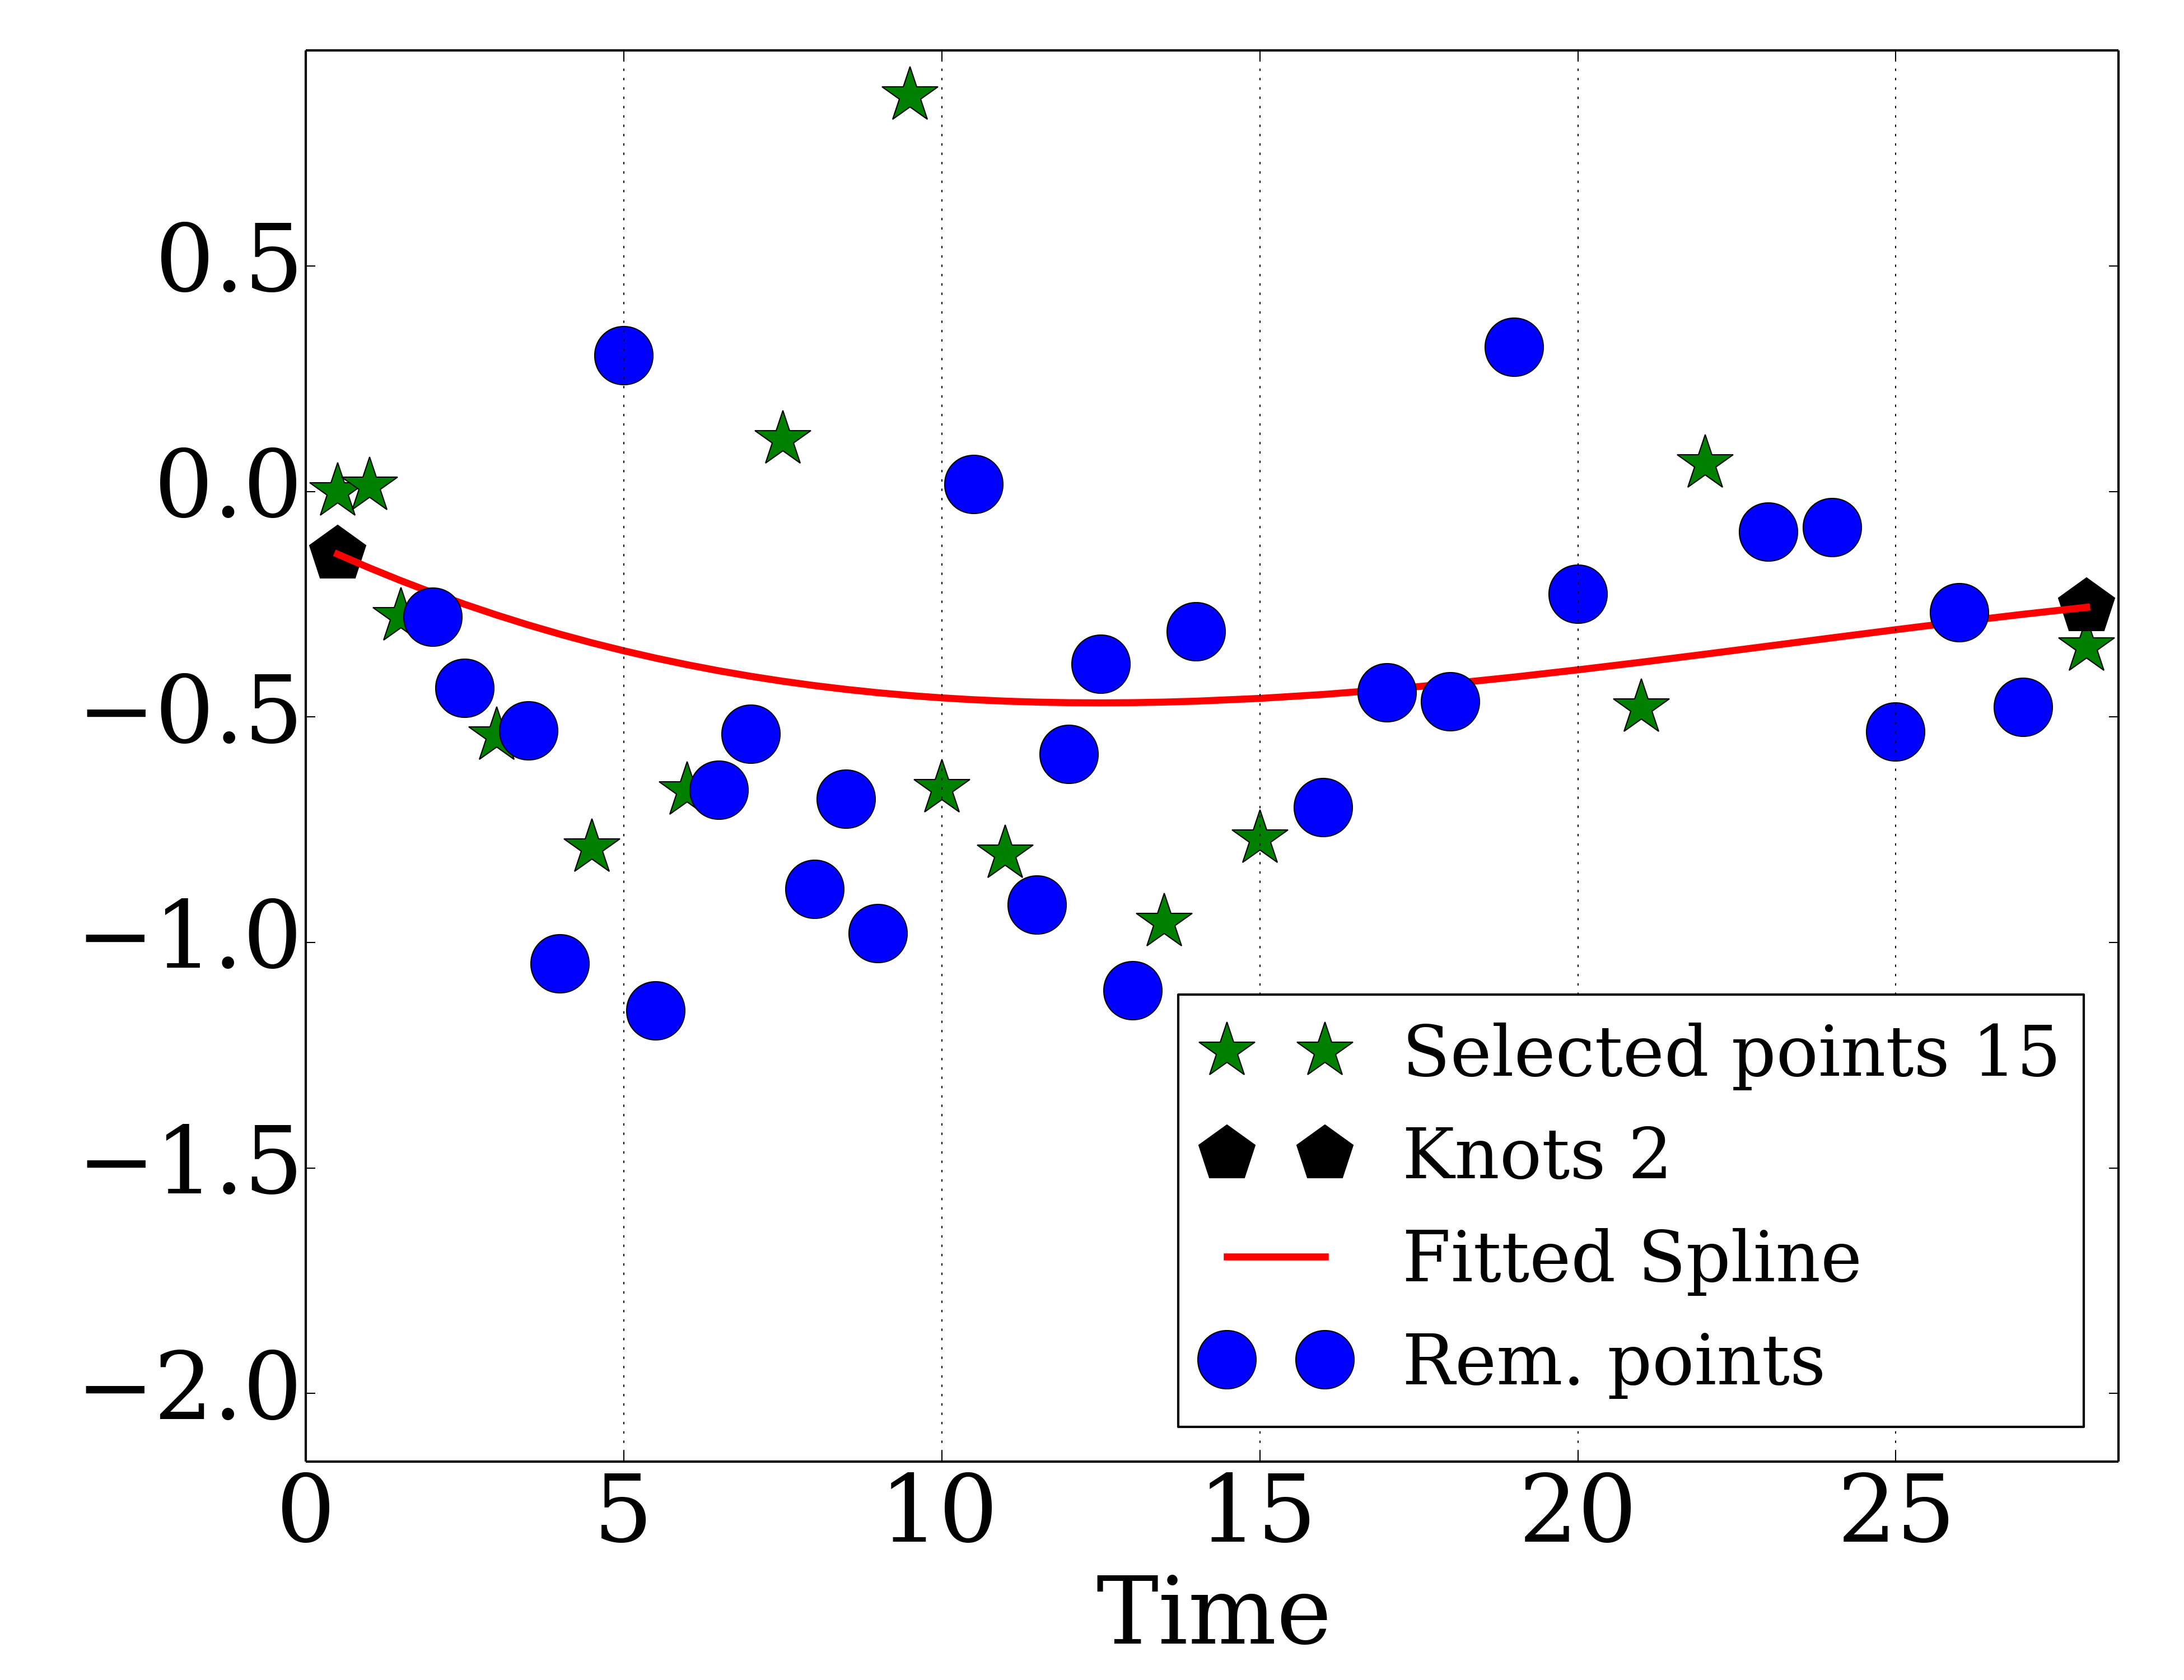 0.5
0.0
−0.5
−1.0
−1.5
−2.0
Selected points 15
Knots 2
Fitted Spline
Rem. points
0 5 10 15 20 25
Time